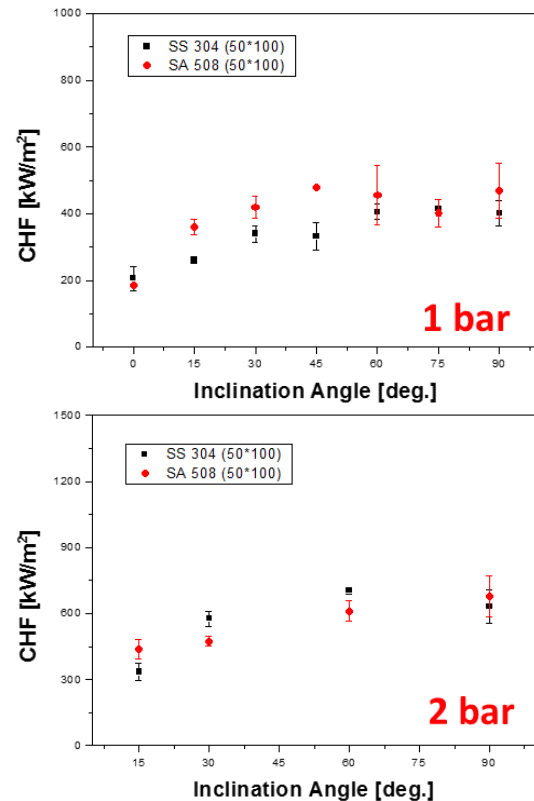 1000
SS 304 (50*100)
SA 508 (50*100)
800
600
CHF [kW/m²]
400
200
1 bar
0
0 15 30 45 60 75 90
Inclination Angle [deg.]
1500
SS 304 (50*100)
SA 508 (50*100)
1200
900
CHF [kW/m²]
600
300
2 bar
0
15 30 45 60 75 90
Inclination Angle [deg.]